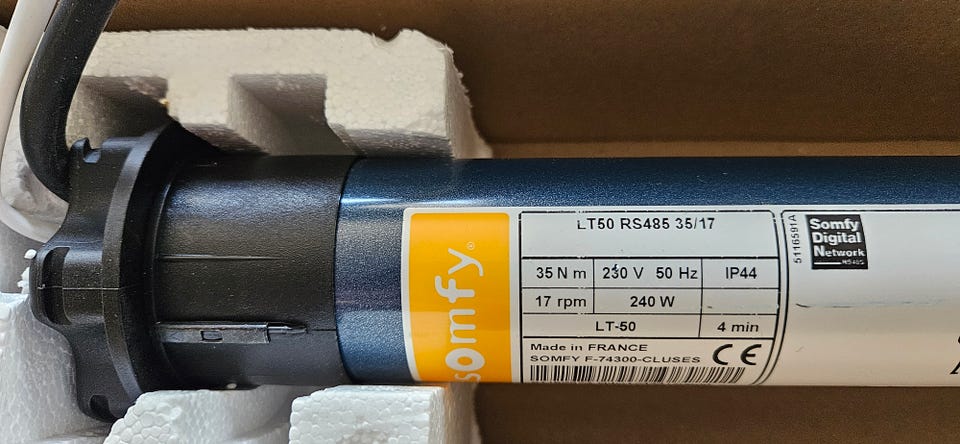 somfy®
LT50 RS485 35/17
35 N m 230 V 50 Hz IP44
17 rpm 240 W
LT-50 4 min
Made in FRANCE
SOMFY F-74300-CLUSES CE
5116591A
Somfy
Digital
Network
RS485